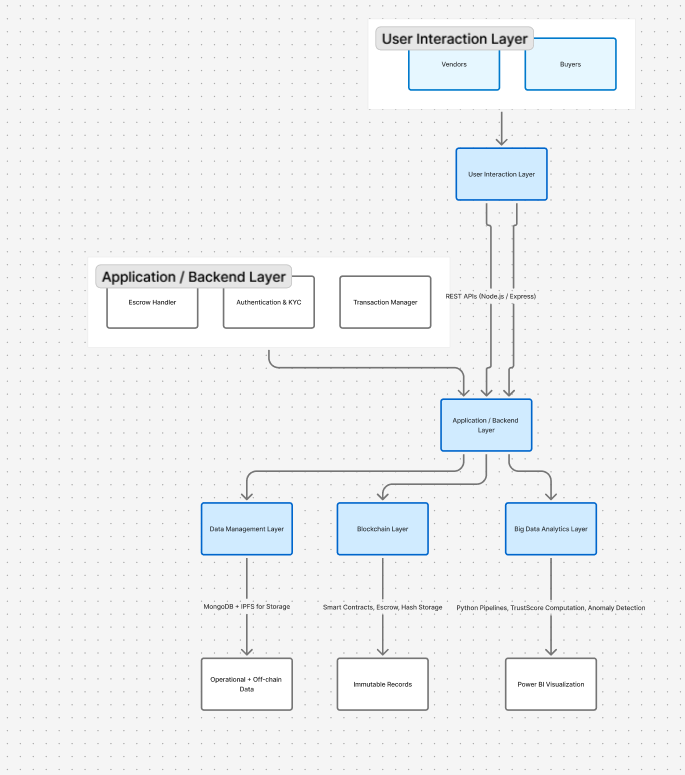 User Interaction Layer
Vendors
Buyers
User Interaction Layer
Application / Backend Layer
Escrow Handler
Authentication & KYC
Transaction Manager
REST APIs (Node.js / Express)
Application / Backend
Layer
Data Management Layer
Blockchain Layer
Big Data Analytics Layer
MongoDB + IPFS for Storage
Smart Contracts, Escrow, Hash Storage
Python Pipelines, TrustScore Computation, Anomaly Detection
Operational + Off-chain
Data
Immutable Records
Power BI Visualization